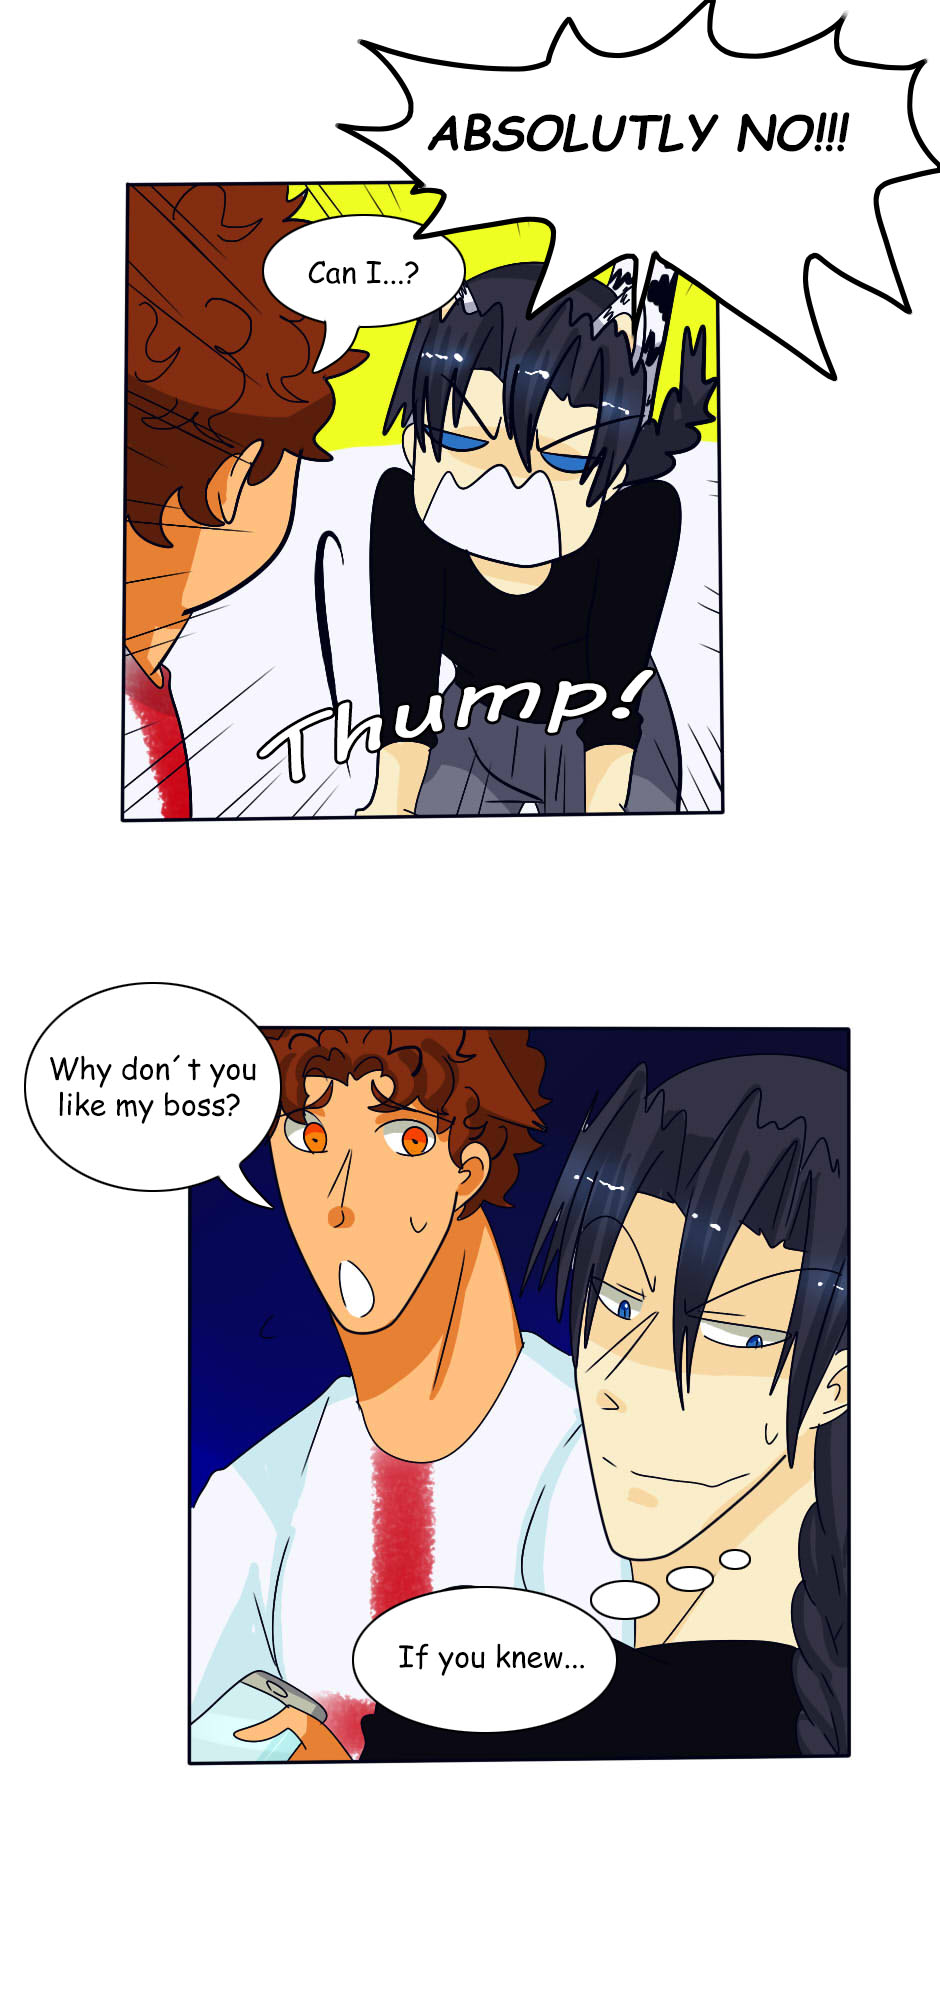 ABSOLUTLY NO!!!
Can I...?
Thump!
Why don´t you
like my boss?
If you knew...